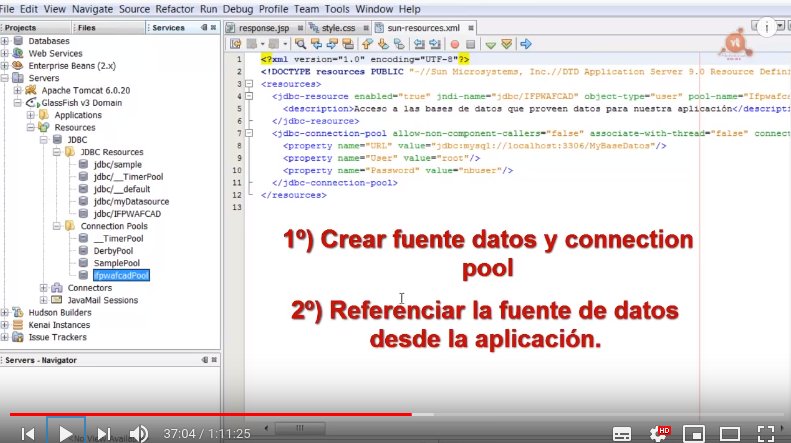 File Edit View Navigate Source Refactor Run Debug Profile Team Tools Window Help
Projects Files Services
response.jsp style.css sun-resources.xml
Databases
Web Services
Enterprise Beans (2.x)
Servers
Apache Tomcat 6.0.20
GlassFish v3 Domain
Applications
Resources
JDBC
JDBC Resources
jdbc/sample
jdbc/__TimerPool
jdbc/__default
jdbc/myDatasource
jdbc/IFPWAFCAD
Connection Pools
__TimerPool
DerbyPool
SamplePool
ifpwafcadPool
Connectors
JavaMail Sessions
Hudson Builders
Kenai Instances
Issue Trackers
Servers - Navigator
1 <?xml version="1.0" encoding="UTF-8"?>
2 <!DOCTYPE resources PUBLIC "-//Sun Microsystems, Inc.//DTD Application Server 9.0 Resource Defin
3 <resources>
4 <jdbc-resource enabled="true" jndi-name="jdbc/IFPWAFCAD" object-type="user" pool-name="Ifpwafc
5 <description>Acceso a las bases de datos que proveen datos para nuestra aplicación</descripti
6 </jdbc-resource>
7 <jdbc-connection-pool allow-non-component-callers="false" associate-with-thread="false" connect
8 <property name="URL" value="jdbc:mysql://localhost:3306/MyBaseDatos"/>
9 <property name="User" value="root"/>
10 <property name="Password" value="nbuser"/>
11 </jdbc-connection-pool>
12 </resources>
13
1º) Crear fuente datos y connection
pool
2º) Referenciar la fuente de datos
desde la aplicación.
37:04 / 1:11:25
HD